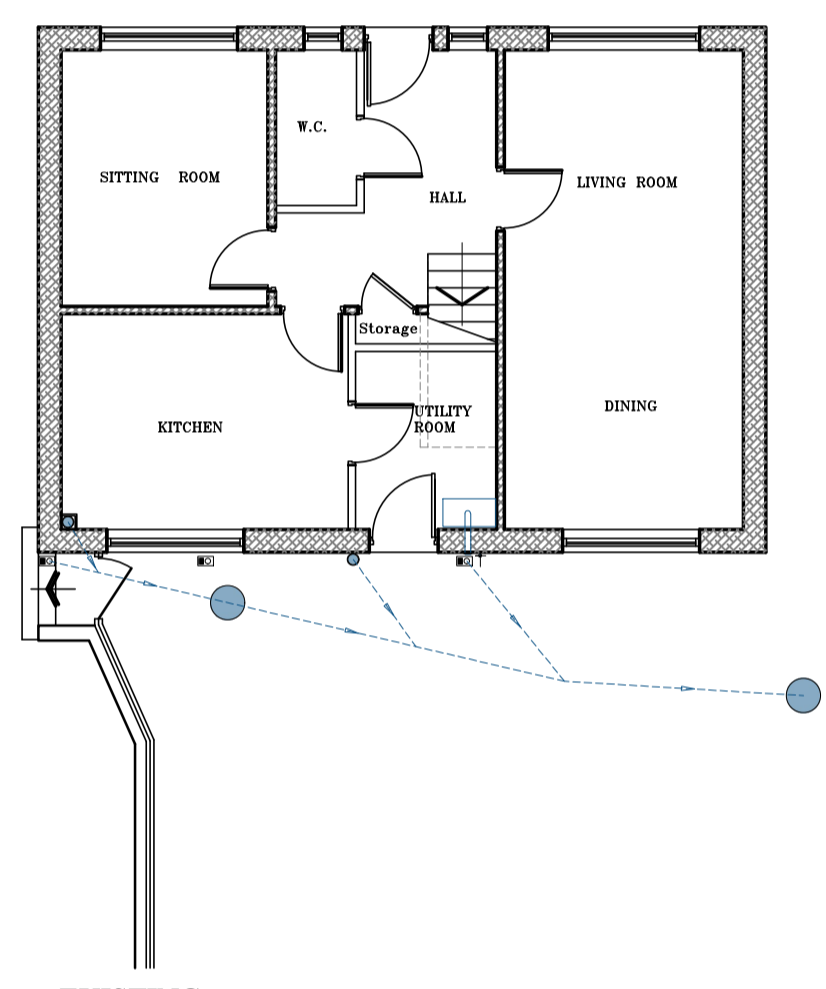 W.C.
SITTING ROOM
HALL
LIVING ROOM
Storage
UTILITY
ROOM
KITCHEN
DINING